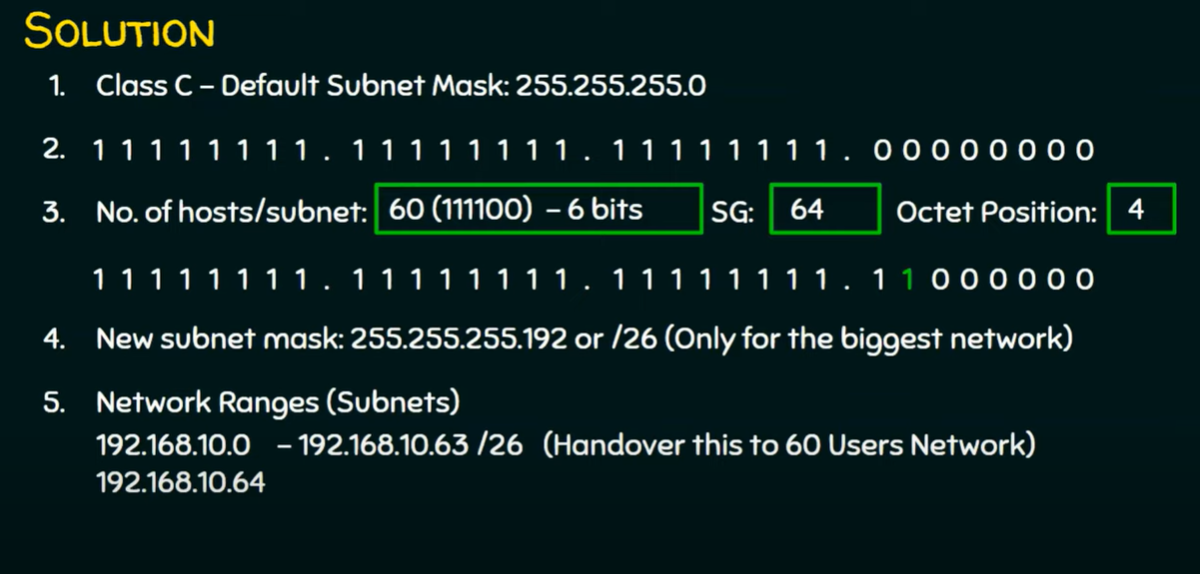 SOLUTION
1. Class C – Default Subnet Mask: 255.255.255.0
2. 1 1 1 1 1 1 1 1 . 1 1 1 1 1 1 1 1 . 1 1 1 1 1 1 1 1 . 0 0 0 0 0 0 0 0
3. No. of hosts/subnet: 60 (111100) – 6 bits SG: 64 Octet Position: 4
1 1 1 1 1 1 1 1 . 1 1 1 1 1 1 1 1 . 1 1 1 1 1 1 1 1 . 1 1 0 0 0 0 0 0
4. New subnet mask: 255.255.255.192 or /26 (Only for the biggest network)
5. Network Ranges (Subnets)
192.168.10.0 – 192.168.10.63 /26 (Handover this to 60 Users Network)
192.168.10.64